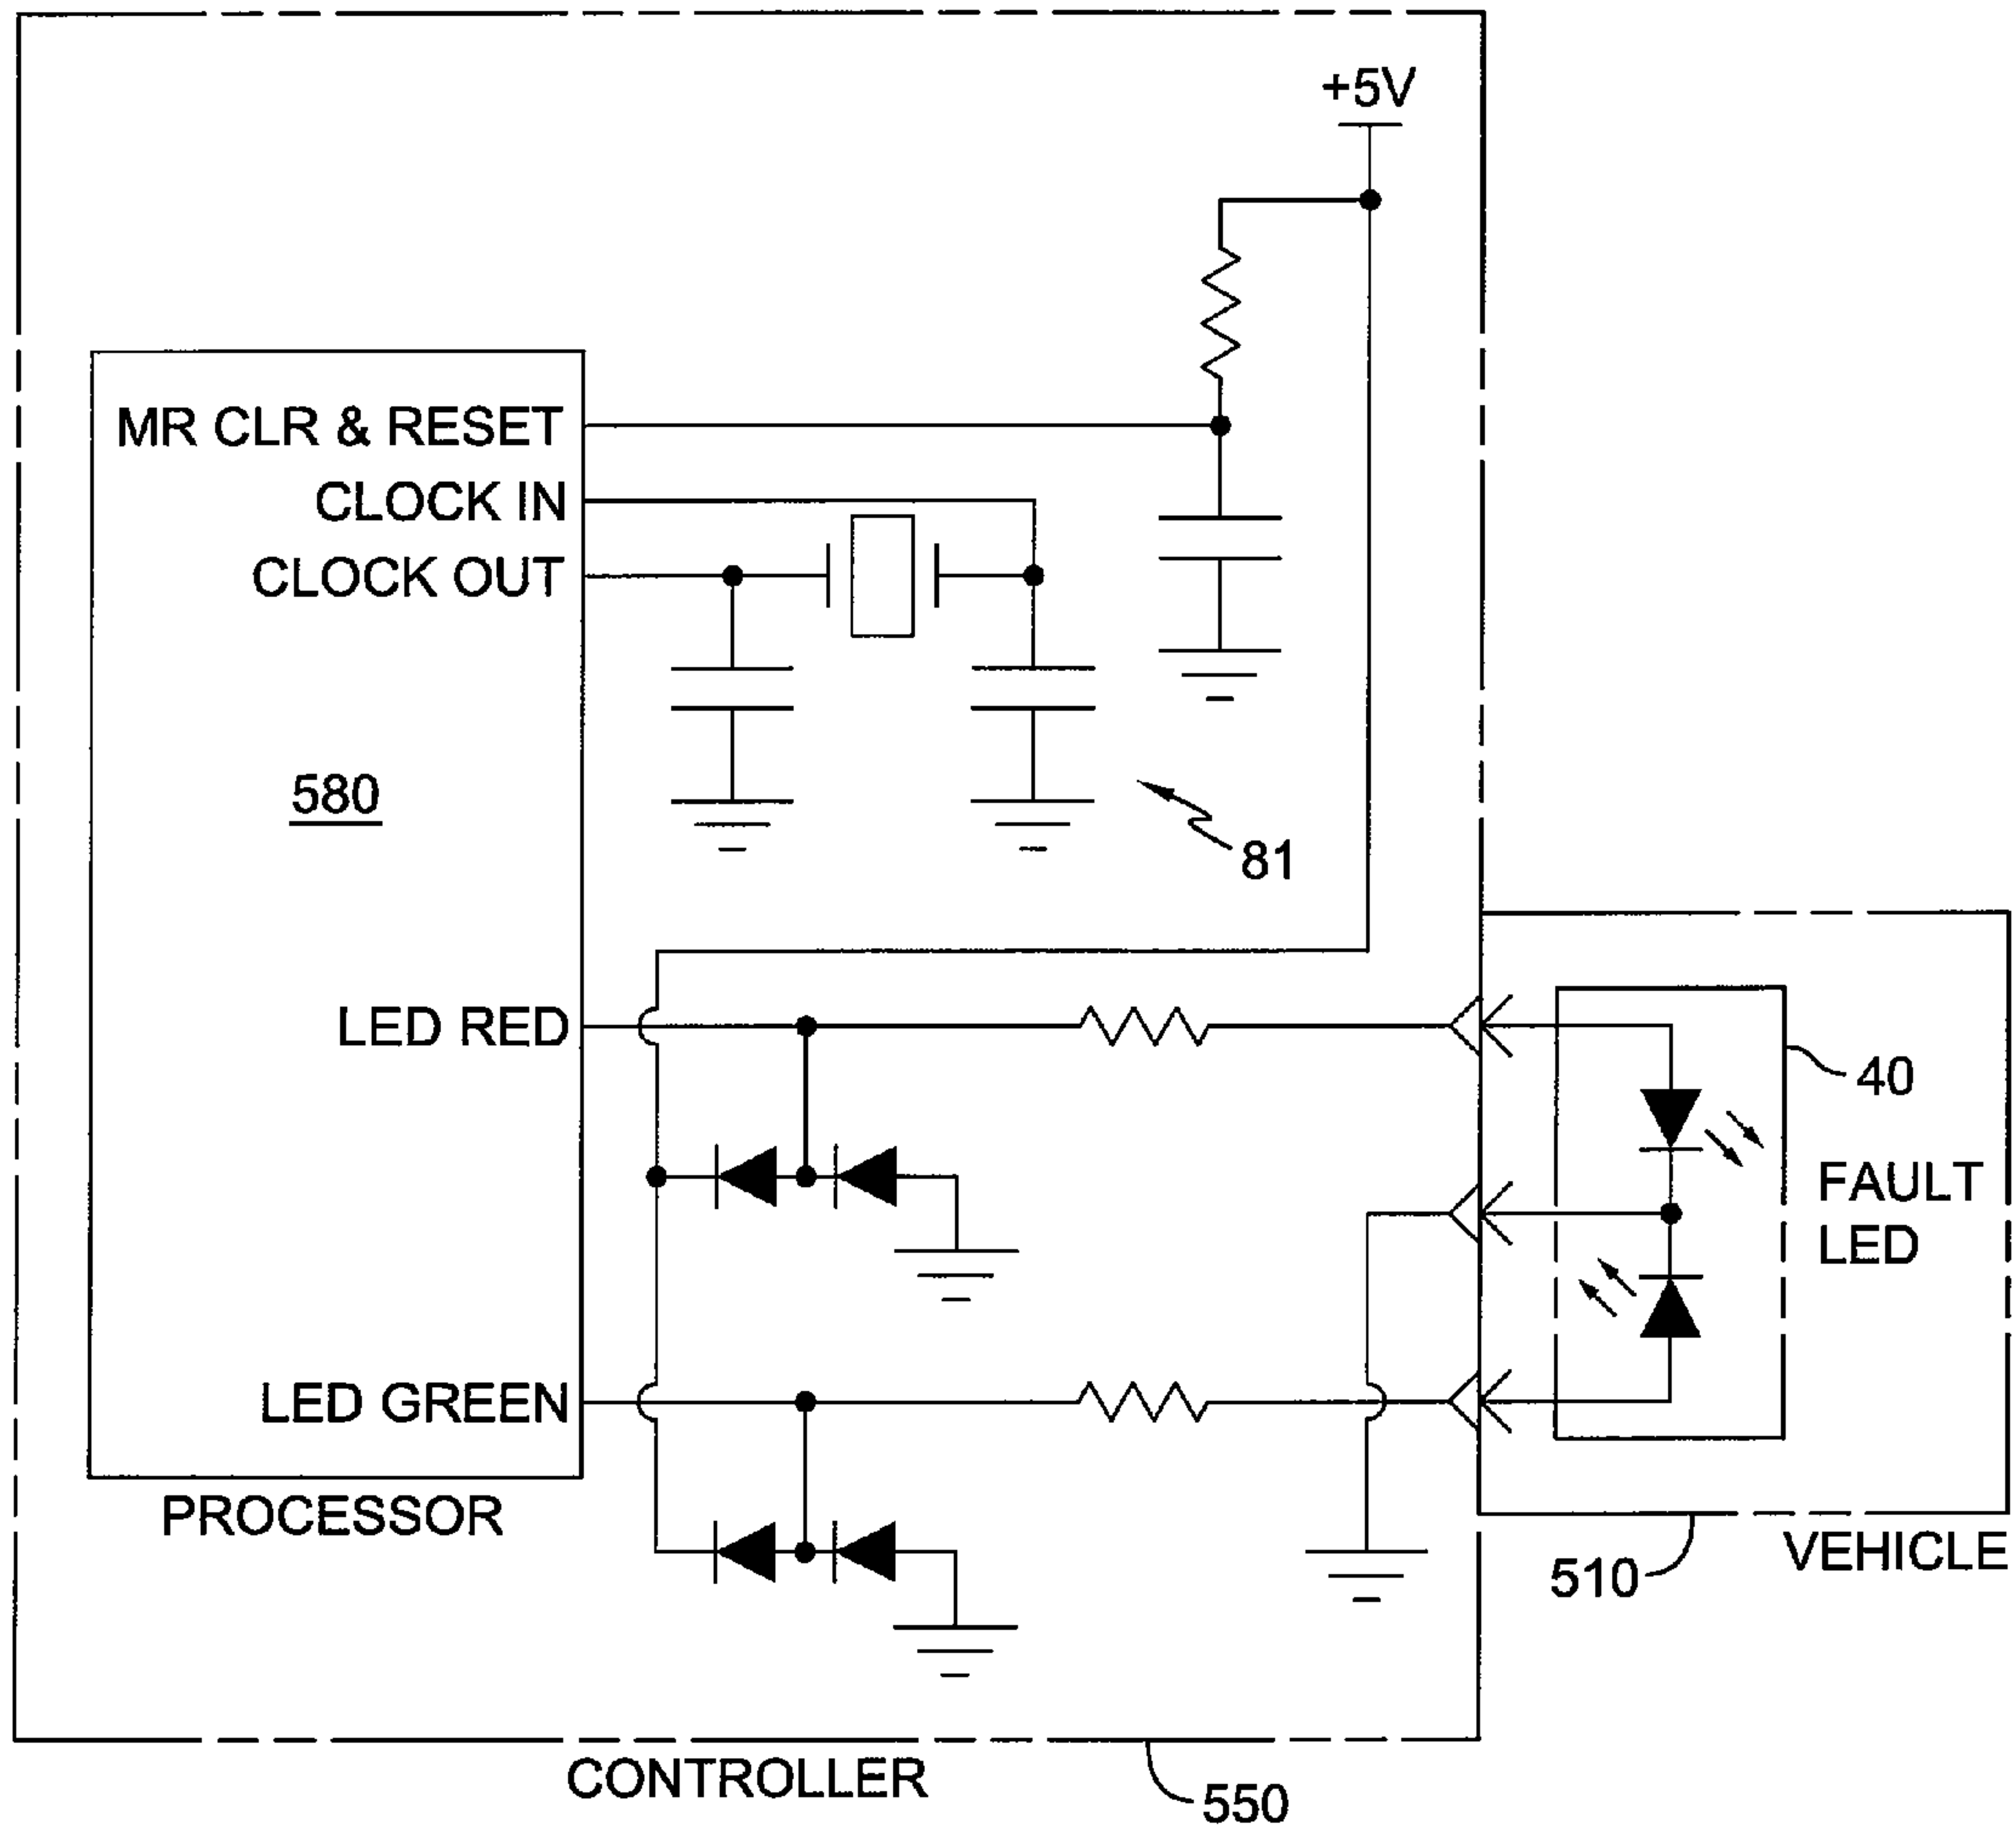 +5V
MR CLR & RESET
CLOCK IN
CLOCK OUT
580
81
LED RED
40
FAULT
LED
LED GREEN
PROCESSOR
510
VEHICLE
CONTROLLER
550